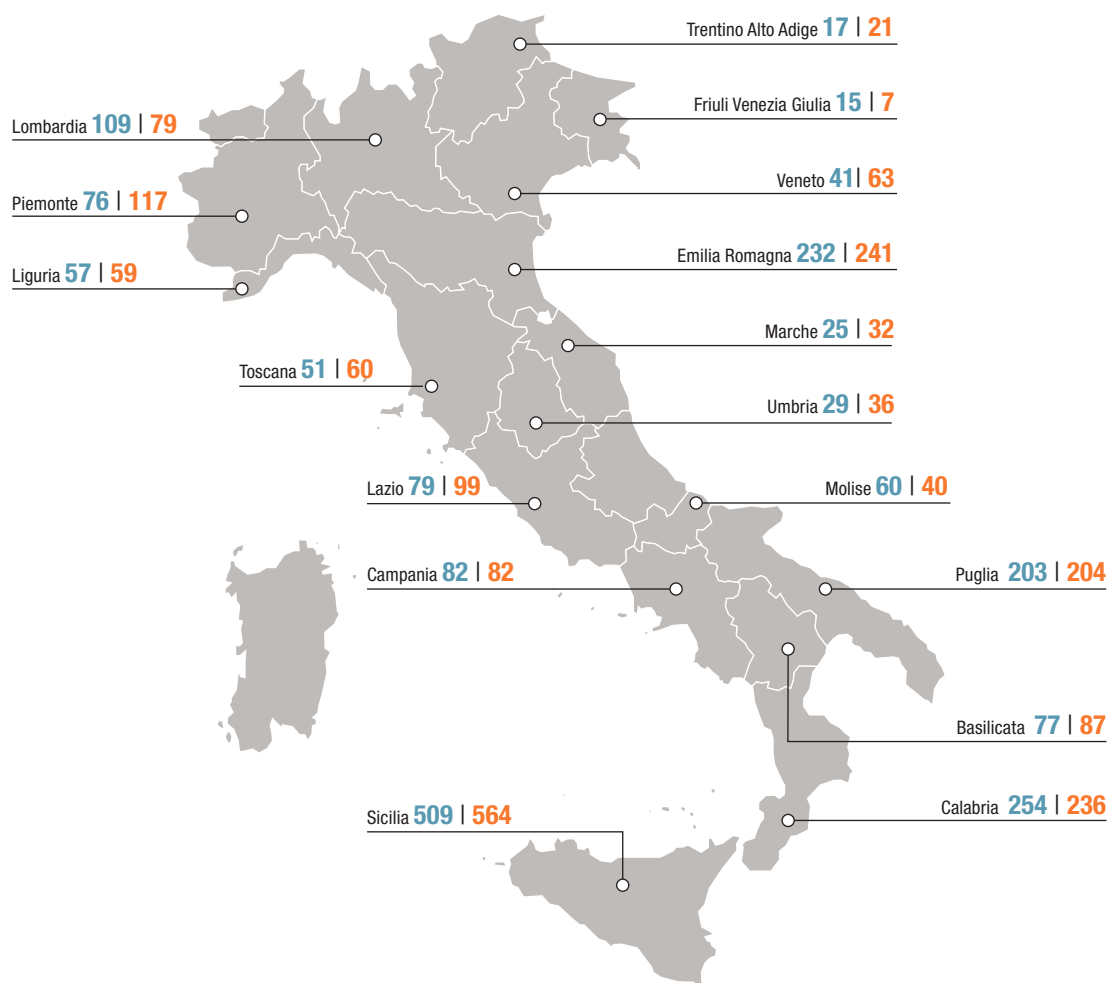 Trentino Alto Adige 17 | 21
Friuli Venezia Giulia 15 | 7
Lombardia 109 | 79
Veneto 41 | 63
Piemonte 76 | 117
Emilia Romagna 232 | 241
Liguria 57 | 59
Marche 25 | 32
Toscana 51 | 60
Umbria 29 | 36
Lazio 79 | 99
Molise 60 | 40
Campania 82 | 82
Puglia 203 | 204
Basilicata 77 | 87
Calabria 254 | 236
Sicilia 509 | 564